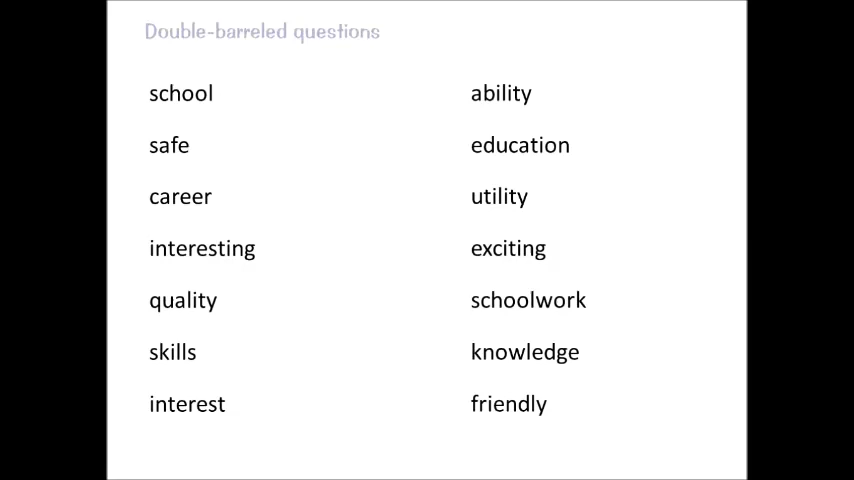 Double-barreled questions
school ability
safe education
career utility
interesting exciting
quality schoolwork
skills knowledge
interest friendly